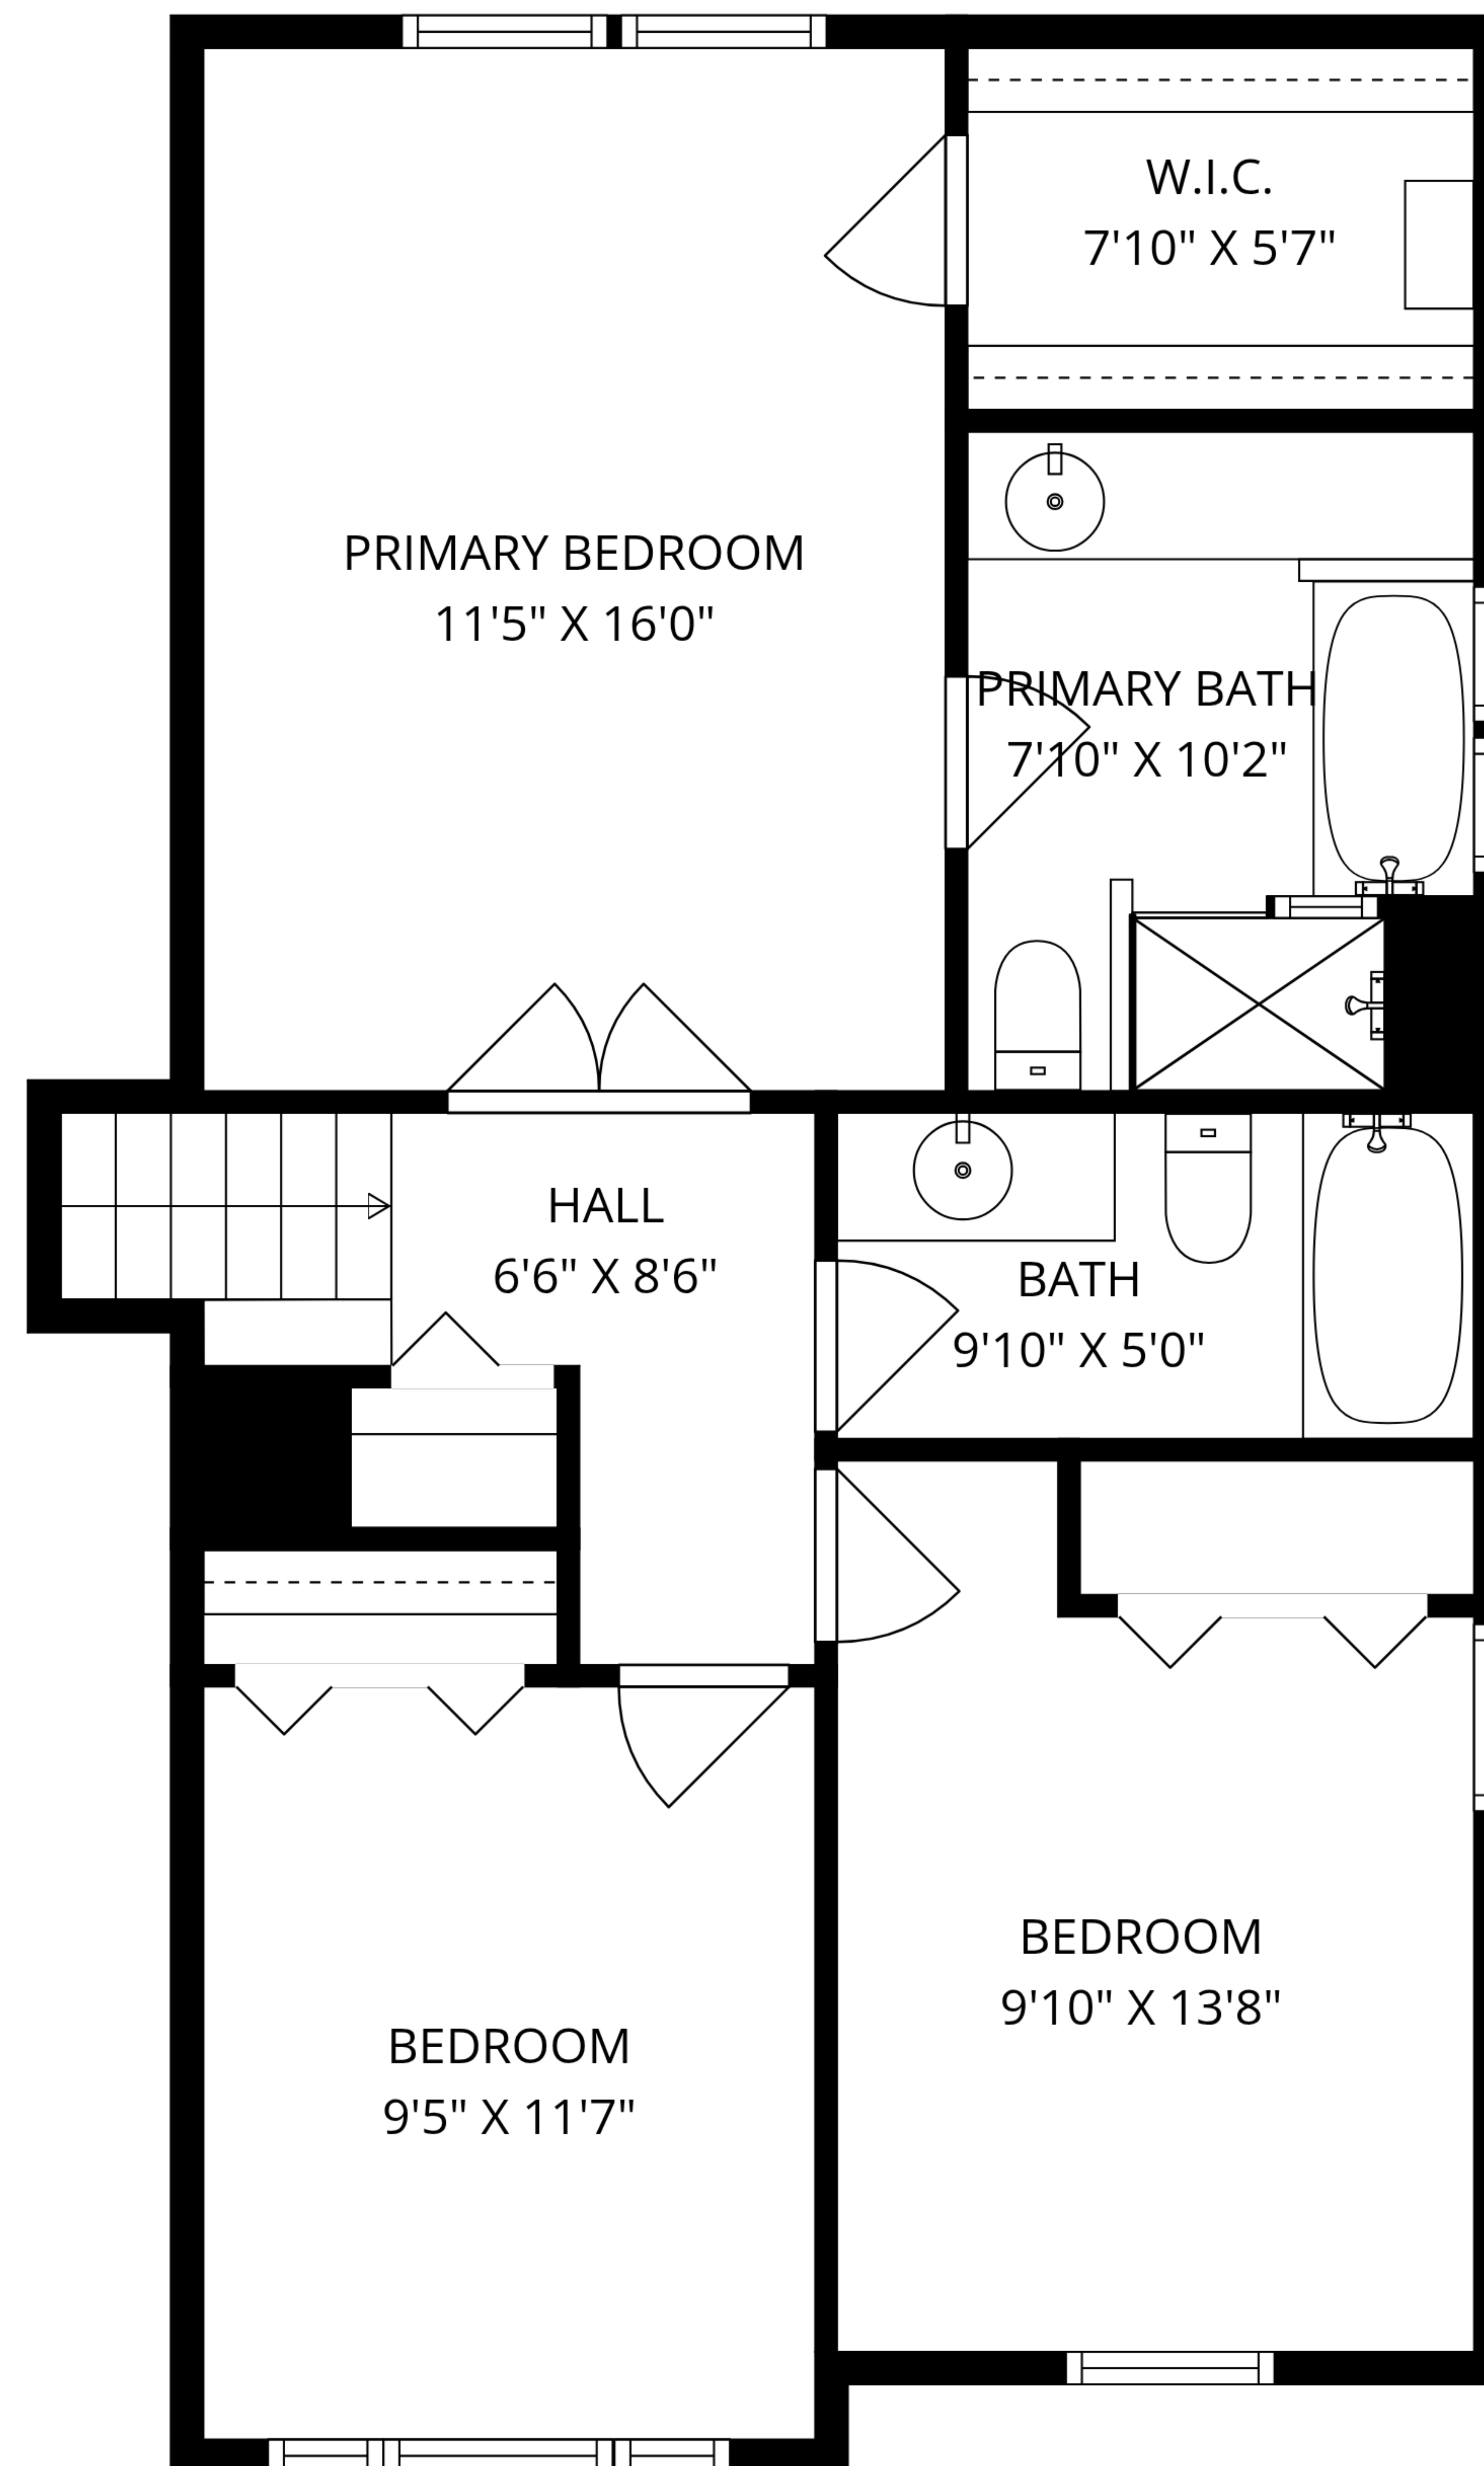 W.I.C.
7'10" X 5'7"
PRIMARY BEDROOM
11'5" X 16'0"
PRIMARY BATH
7'10" X 10'2"
HALL
6'6" X 8'6"
BATH
9'10" X 5'0"
BEDROOM
9'10" X 13'8"
BEDROOM
9'5" X 11'7"